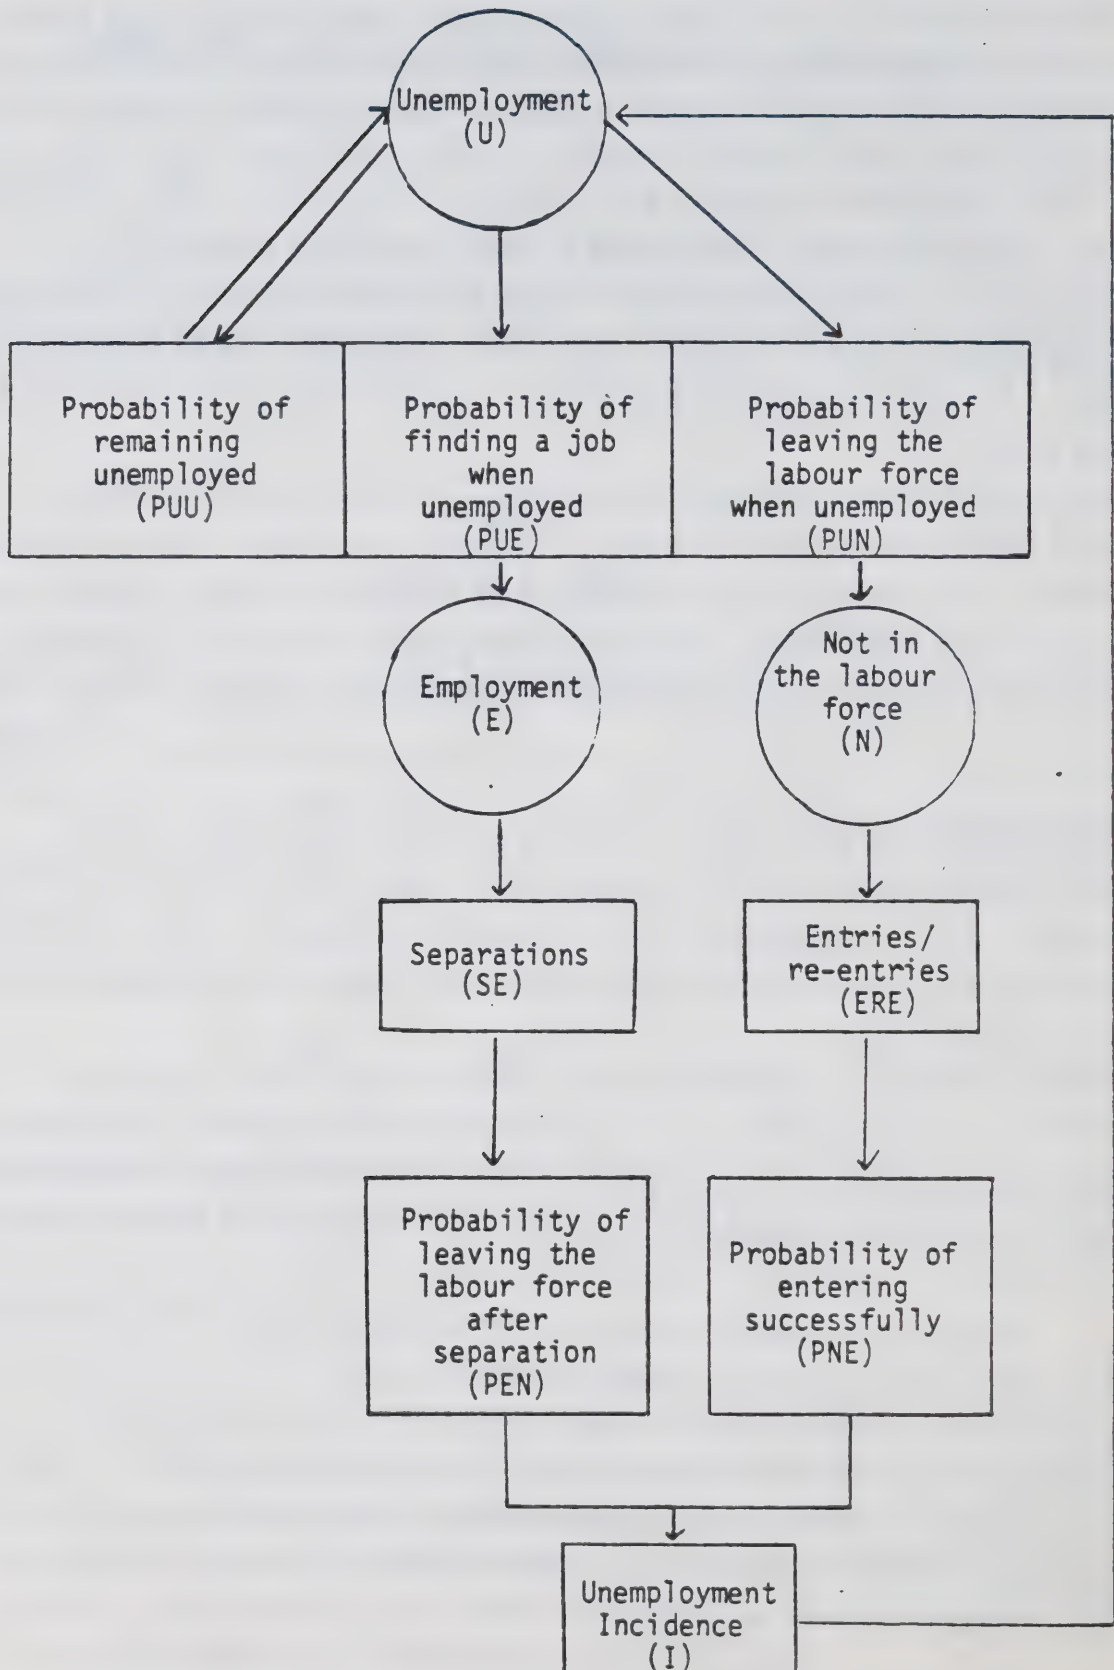 Unemployment
(U)
Probability of
remaining
unemployed
(PUU)
Probability of
finding a job
when
unemployed
(PUE)
Probability of
leaving the
labour force
when unemployed
(PUN)
Employment
(E)
Not in
the labour
force
(N)
Separations
(SE)
Entries/
re-entries
(ERE)
Probability of
leaving the
labour force
after
separation
(PEN)
Probability of
entering
successfully
(PNE)
Unemployment
Incidence
(I)